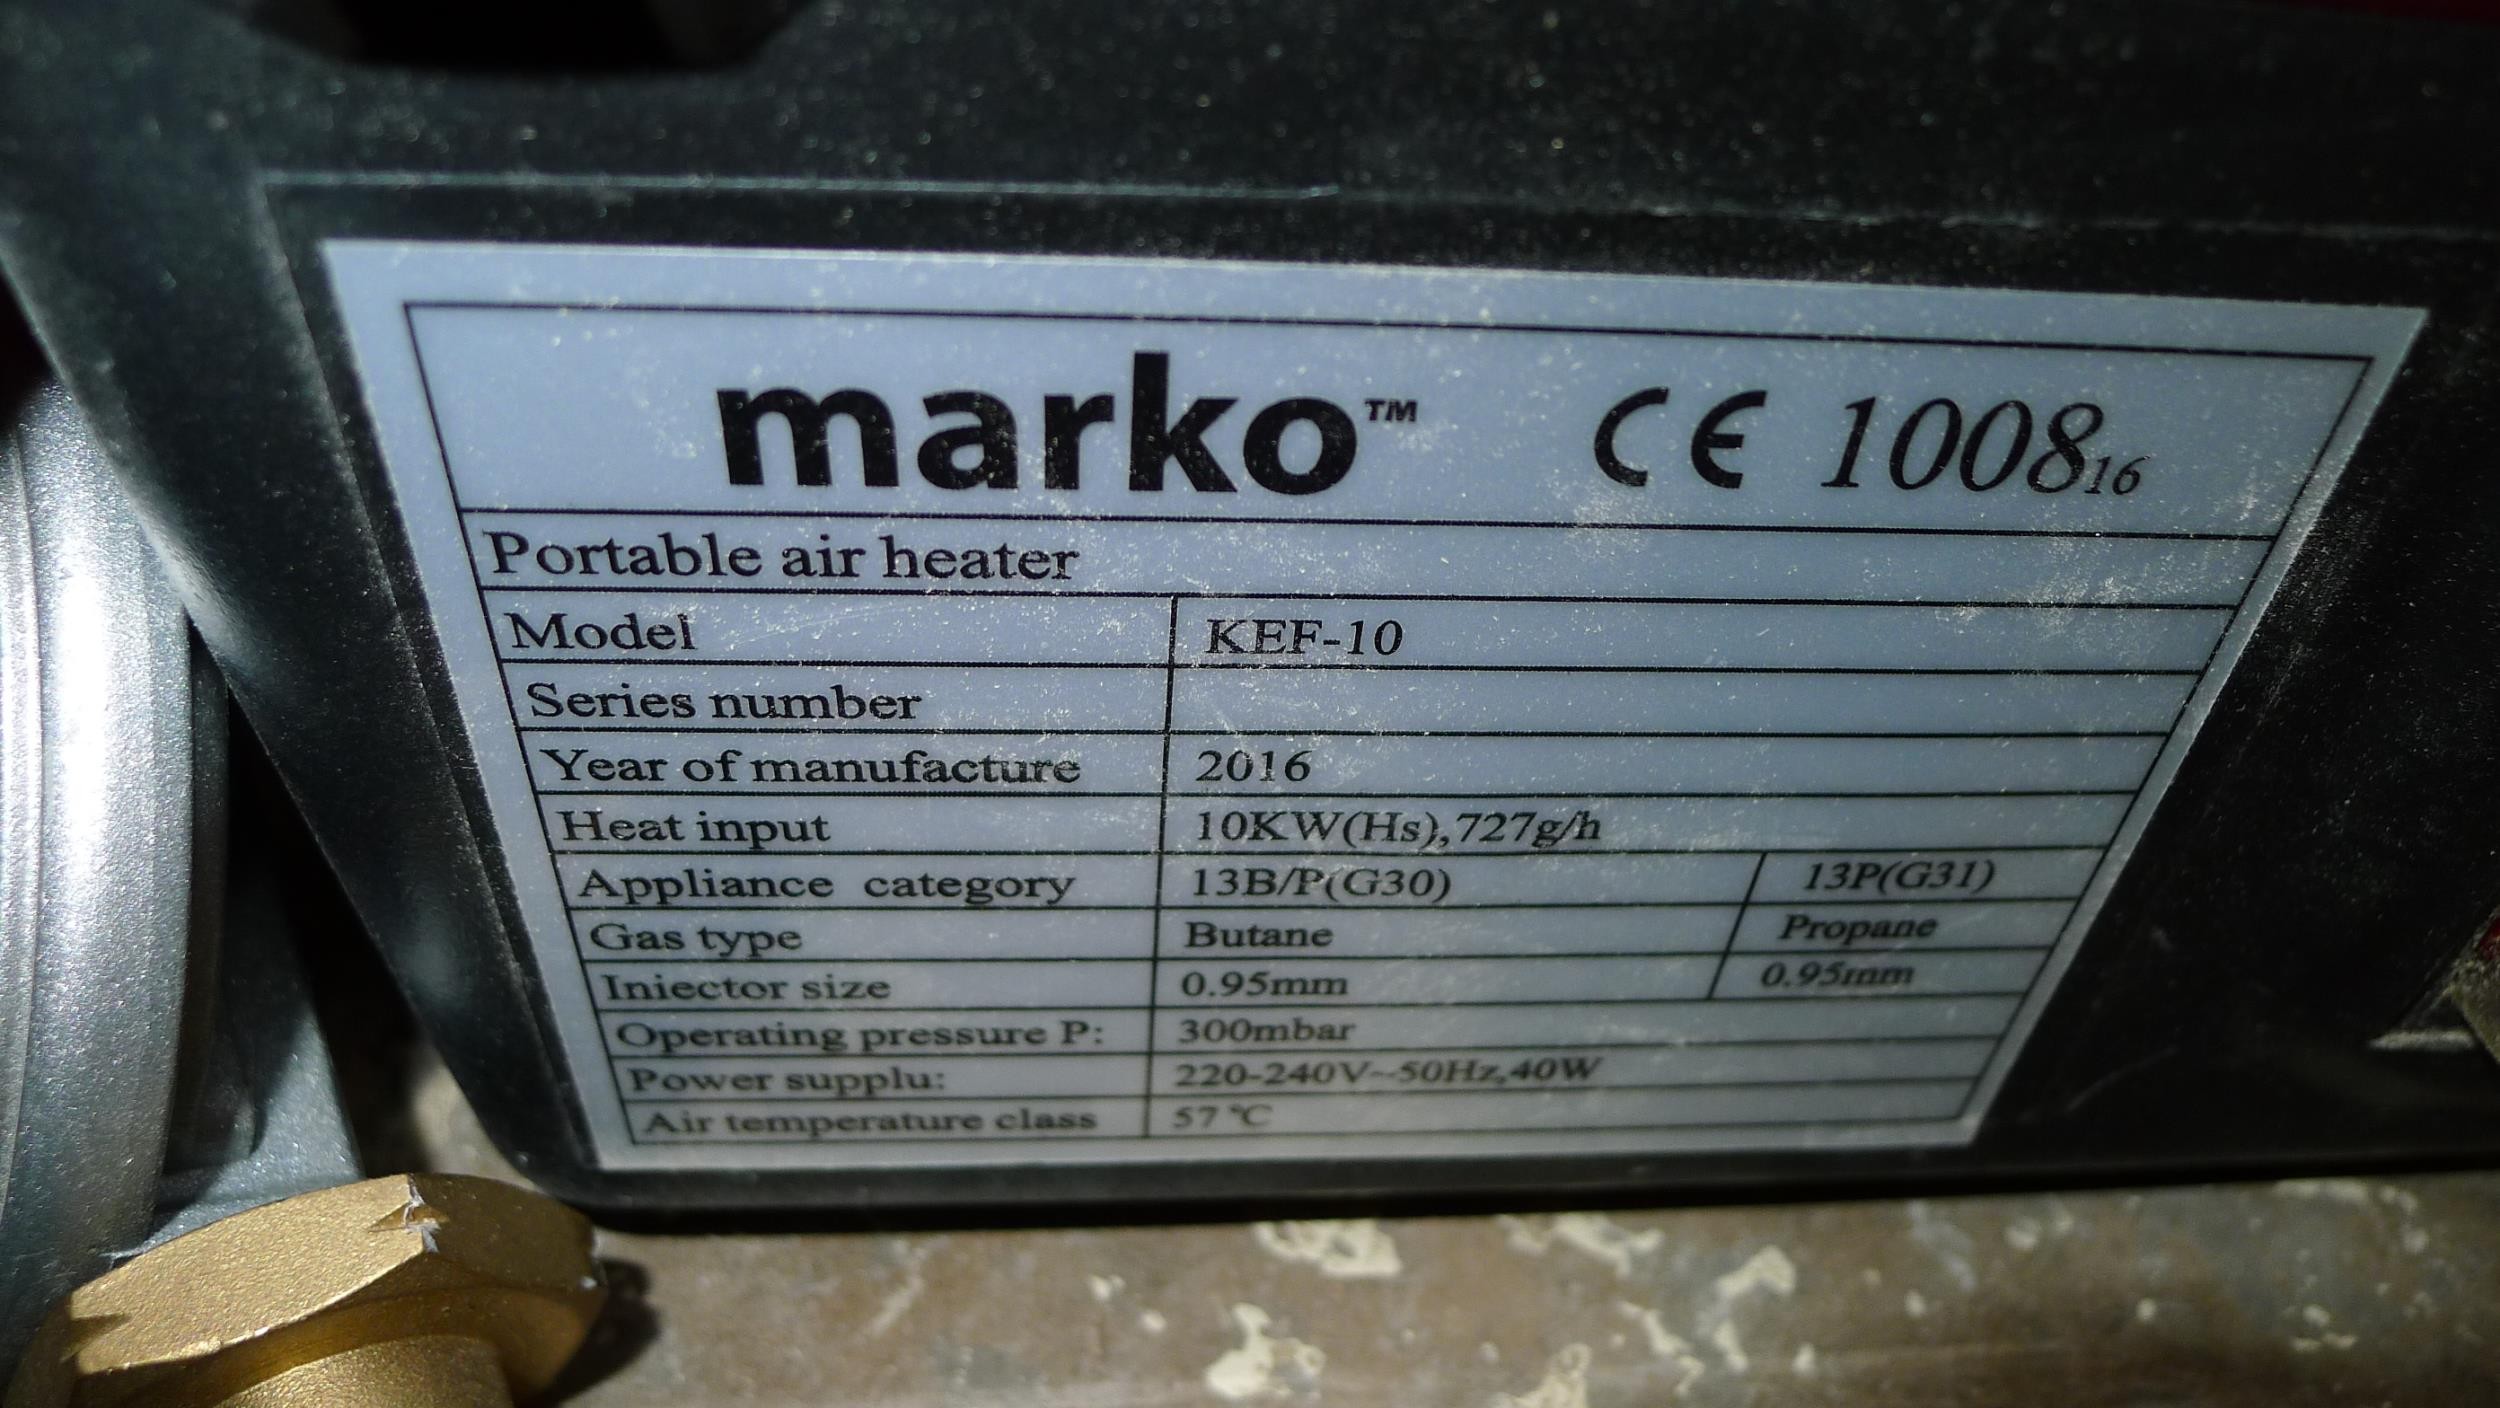 marko™ CE 1008 16
Portable air heater
Model KEF-10
Series number
Year of manufacture 2016
Heat input 10KW(Hs),727g/h
Appliance category 13B/P(G30) 13P(G31)
Gas type Butane Propane
Iniector size 0.95mm 0.95mm
Operating pressure P: 300mbar
Power supplu: 220-240V~50Hz,40W
Air temperature class 57℃